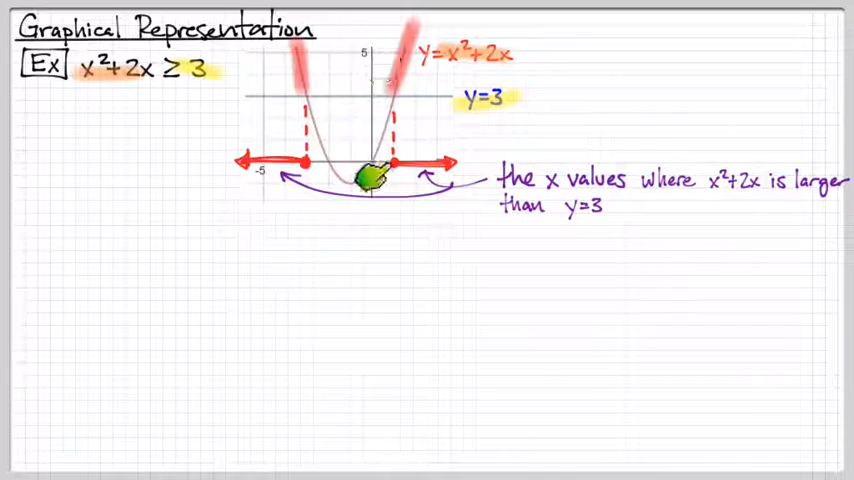 Graphical Representation
Ex x²+2x ≥ 3
5
y=x²+2x
y=3
-5
the x values where x²+2x is larger
than y=3